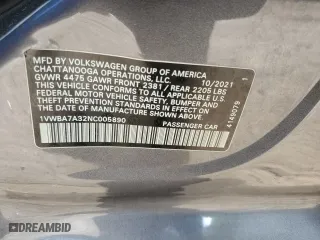 MFD. BY VOLKSWAGEN GROUP OF AMERICA
CHATTANOOGA OPERATIONS, LLC. 10/2021
GVWR 4475 GAWR FRONT 2381 / REAR 2205 LBS
THIS VEHICLE CONFORMS TO ALL APPLICABLE FEDERAL
MOTOR VEHICLE SAFETY, BUMPER, AND THEFT PREVENTION
STANDARDS IN EFFECT ON THE DATE OF MANUFACTURE
SHOWN ABOVE.
1VWBA7A32NC005890 PASSENGER CAR
1
4149079
DREAMBID